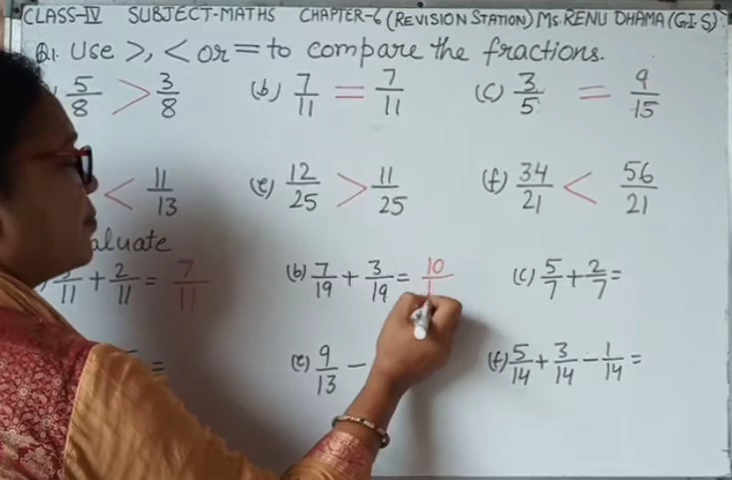 CLASS-IV SUBJECT-MATHS CHAPTER-6 (REVISION STATION) Ms. RENU DHAMA (G.I.S)
Q1. Use >, < or = to compare the fractions.
5/8 > 3/8 (b) 7/11 = 7/11 (c) 3/5 = 9/15
< 11/13 (e) 12/25 > 11/25 (f) 34/21 < 56/21
aluate
/11 + 2/11 = 7/11 (b) 7/19 + 3/19 = 10/1 (c) 5/7 + 2/7 =
= (e) 9/13 - (f) 5/14 + 3/14 - 1/14 =